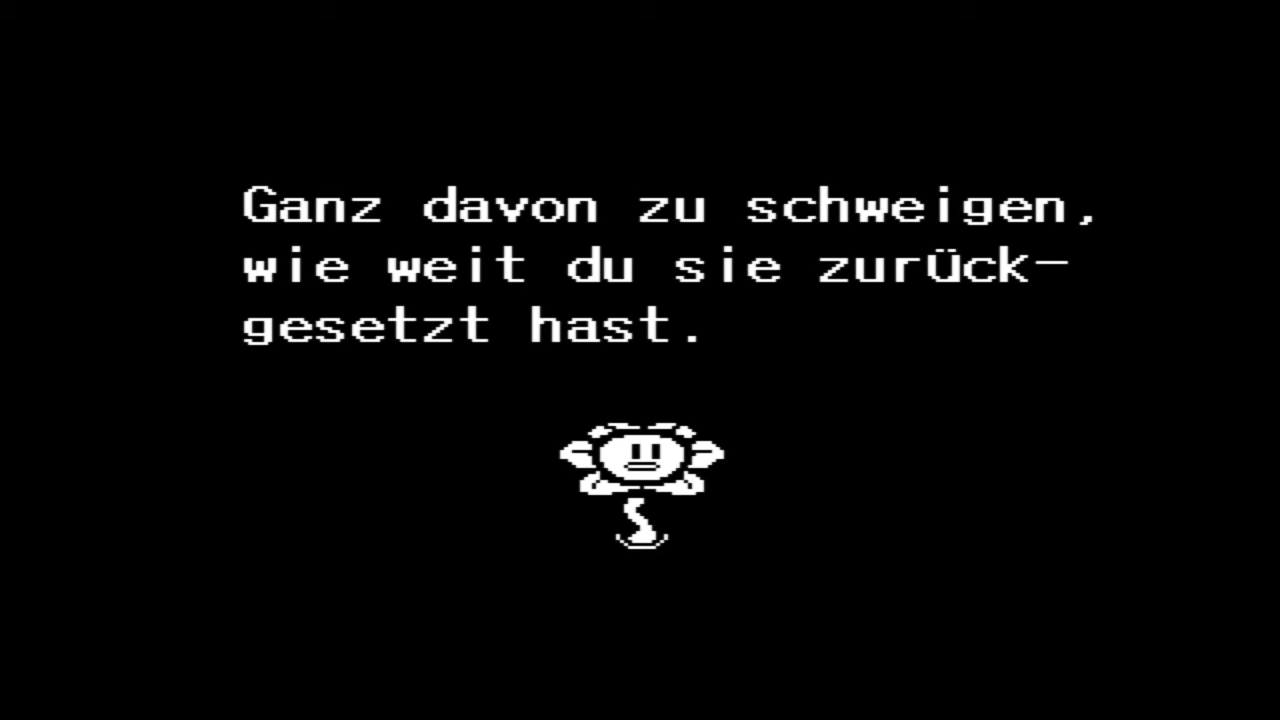 Ganz davon zu schweigen,
wie weit du sie zurück-
gesetzt hast.